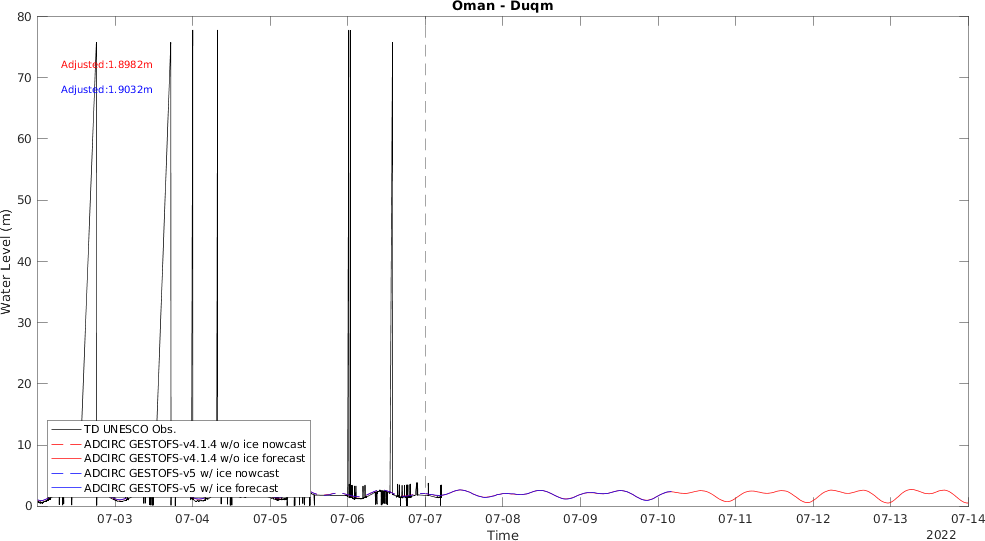 Oman - Duqm
80
70
60
50
40
30
20
10
0
Water Level (m)
Adjusted:1.8982m
Adjusted:1.9032m
TD UNESCO Obs.
ADCIRC GESTOFS-v4.1.4 w/o ice nowcast
ADCIRC GESTOFS-v4.1.4 w/o ice forecast
ADCIRC GESTOFS-v5 w/ ice nowcast
ADCIRC GESTOFS-v5 w/ ice forecast
07-03 07-04 07-05 07-06 07-07 07-08 07-09 07-10 07-11 07-12 07-13 07-14
Time
2022